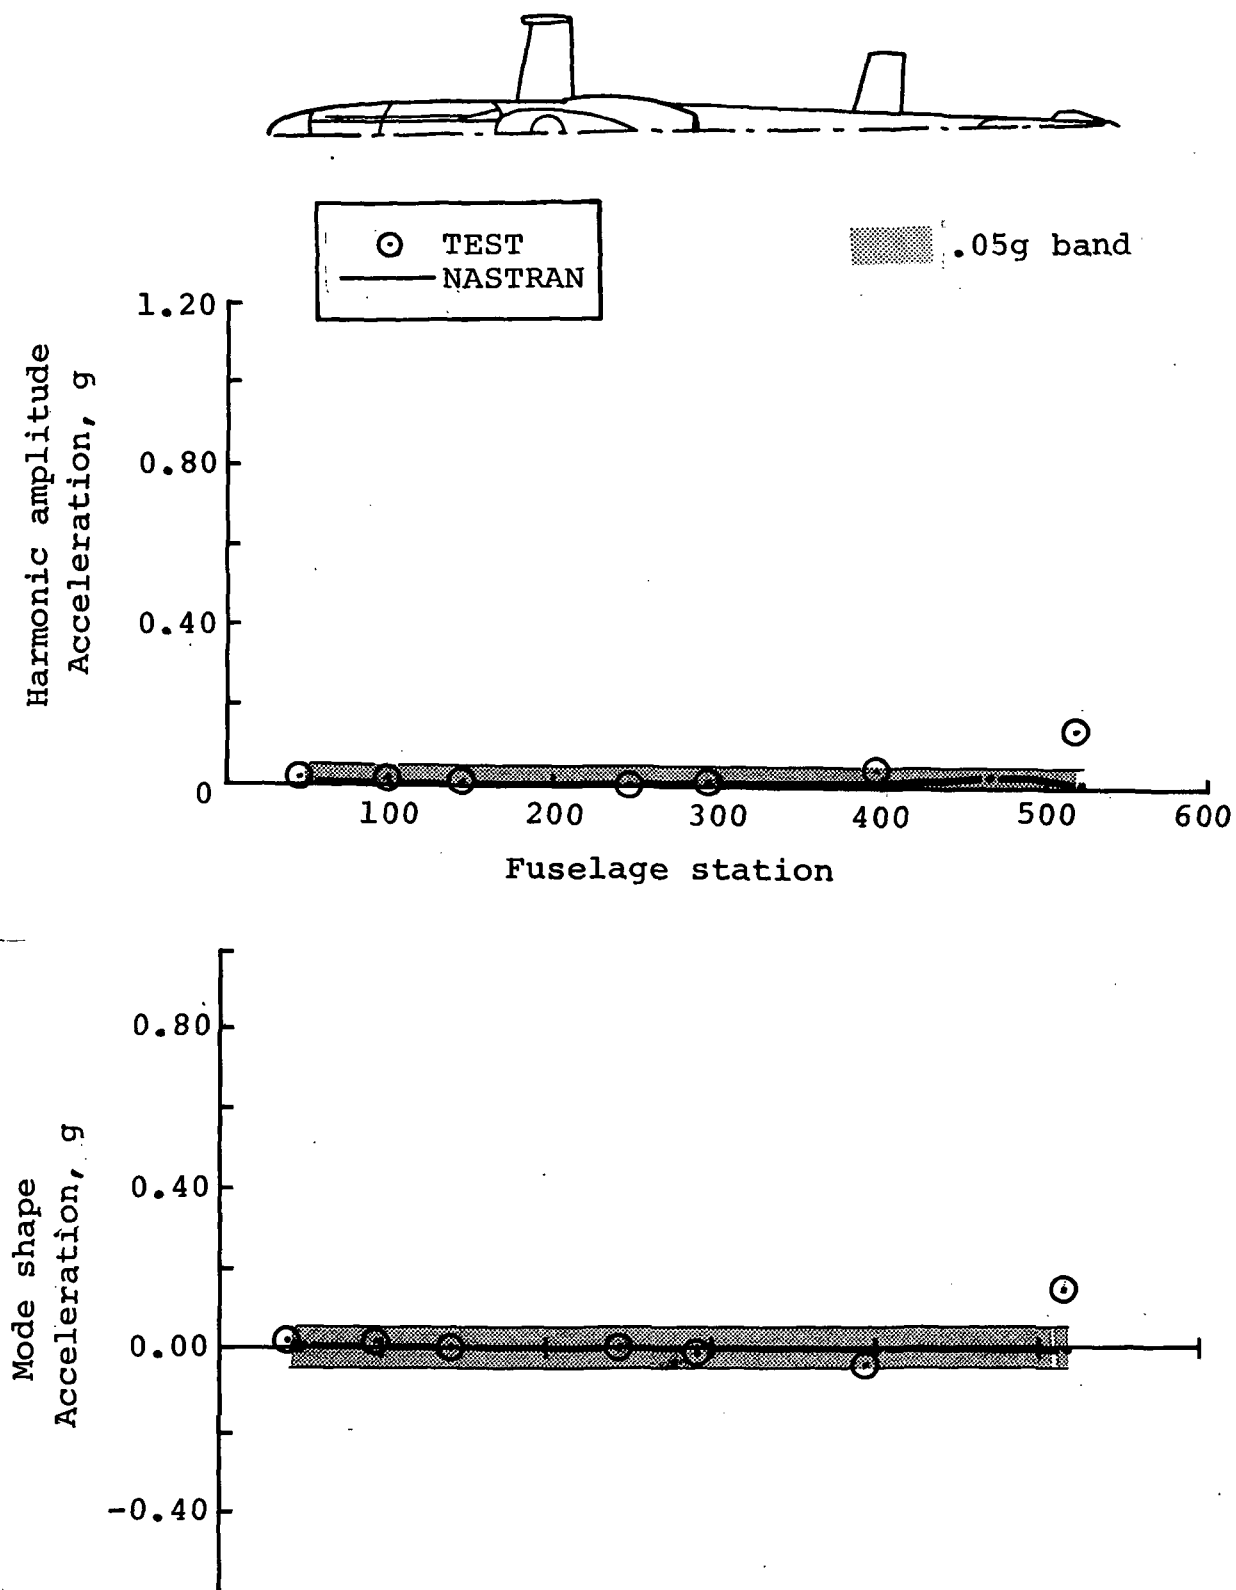 TEST
NASTRAN
.05g band
Harmonic amplitude
Acceleration, g
1.20
0.80
0.40
0
100 200 300 400 500 600
Fuselage station
Mode shape
Acceleration, g
0.80
0.40
0.00
-0.40